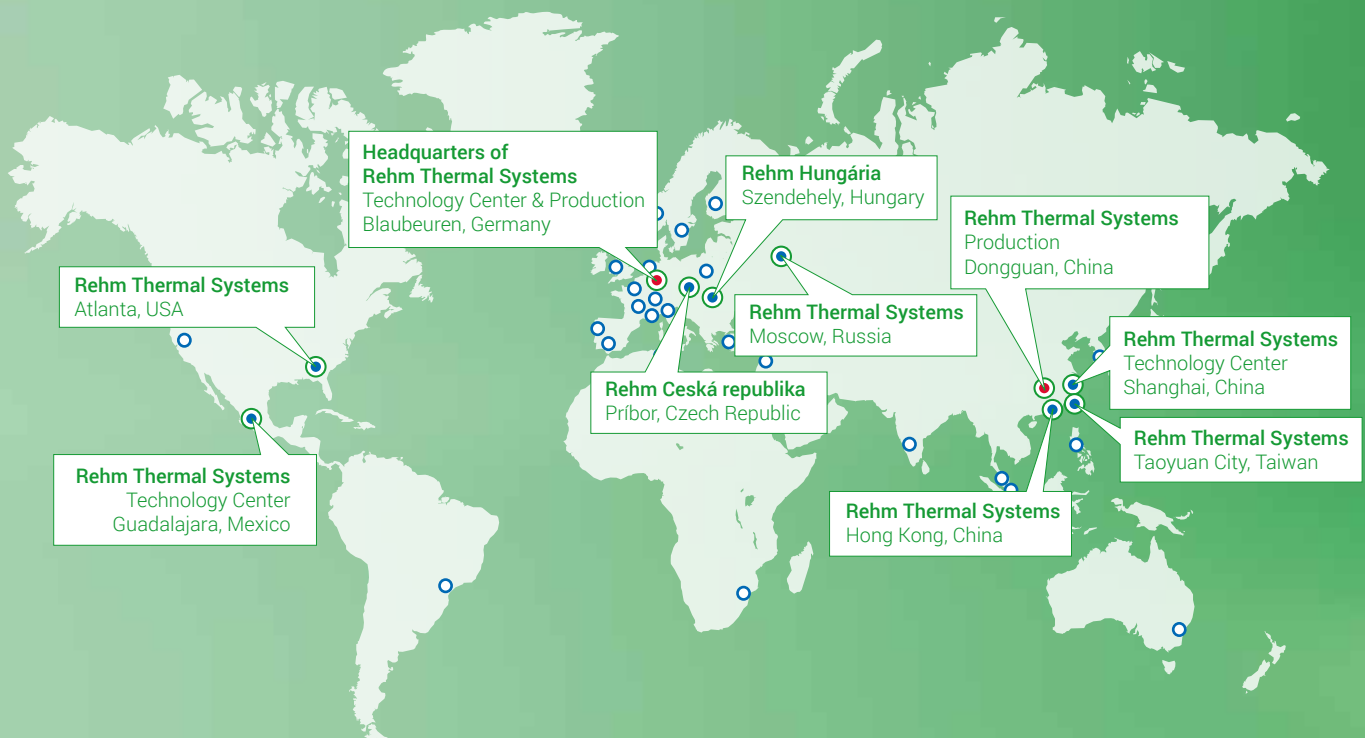 Headquarters of
Rehm Thermal Systems
Technology Center & Production
Blaubeuren, Germany
Rehm Hungária
Szendehely, Hungary
Rehm Thermal Systems
Production
Dongguan, China
Rehm Thermal Systems
Atlanta, USA
Rehm Thermal Systems
Moscow, Russia
Rehm Thermal Systems
Technology Center
Shanghai, China
Rehm Ceská republika
Príbor, Czech Republic
Rehm Thermal Systems
Taoyuan City, Taiwan
Rehm Thermal Systems
Technology Center
Guadalajara, Mexico
Rehm Thermal Systems
Hong Kong, China